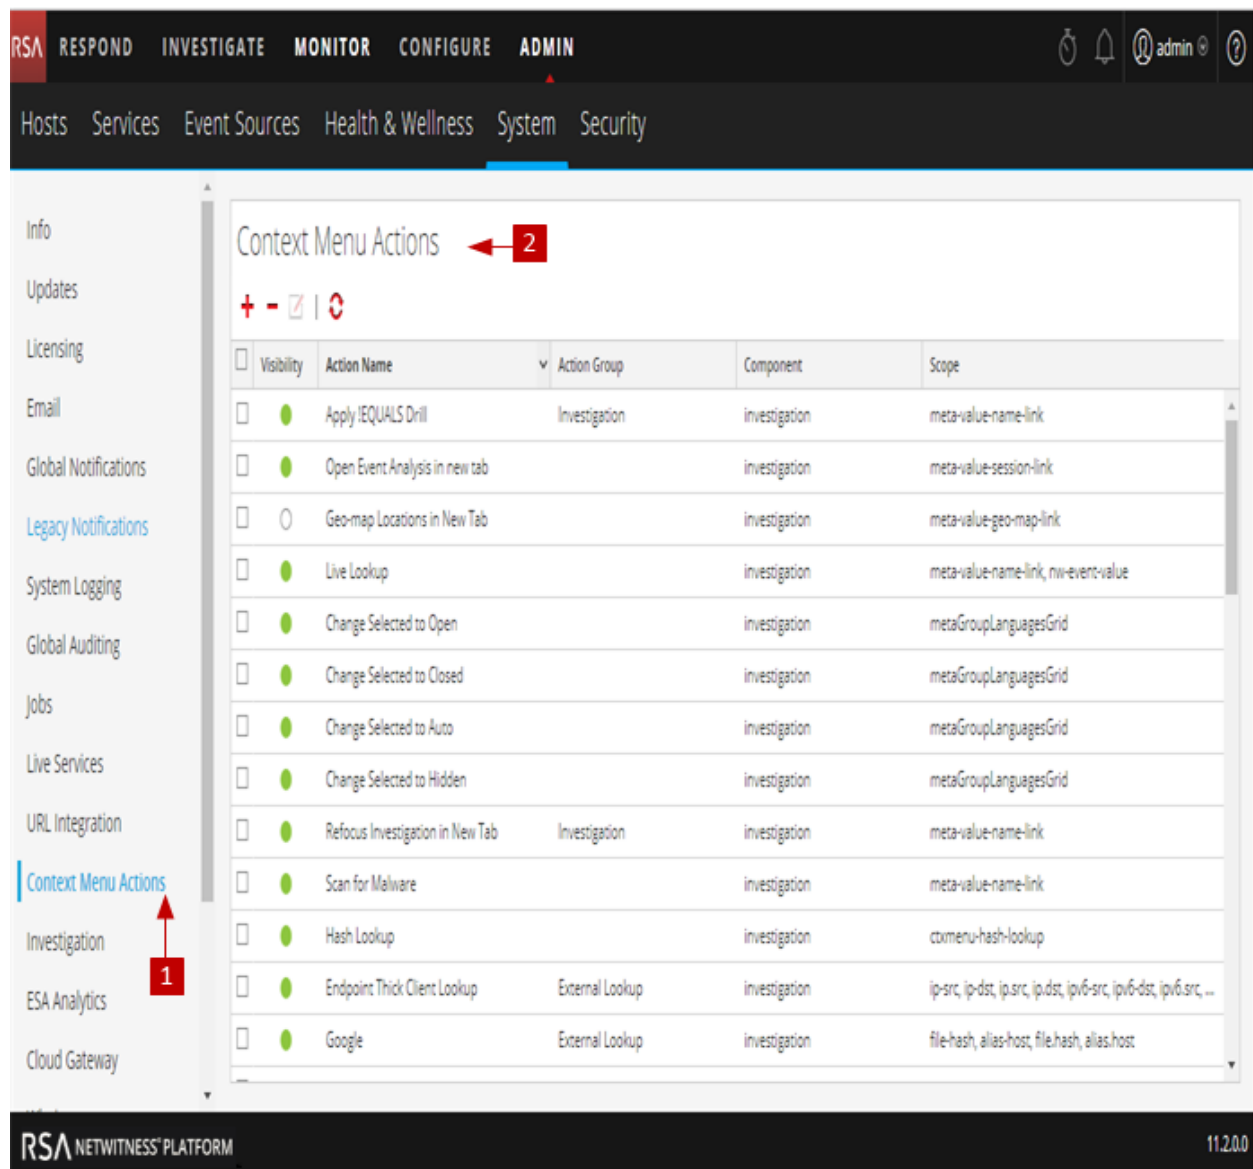 RSA RESPOND INVESTIGATE MONITOR CONFIGURE ADMIN admin ?
Hosts Services Event Sources Health & Wellness System Security
Info
Updates
Licensing
Email
Global Notifications
Legacy Notifications
System Logging
Global Auditing
Jobs
Live Services
URL Integration
Context Menu Actions
1
Investigation
ESA Analytics
Cloud Gateway
Context Menu Actions 2
Visibility Action Name Action Group Component Scope
Apply !EQUALS Drill Investigation investigation meta-value-name-link
Open Event Analysis in new tab investigation meta-value-session-link
Geo-map Locations in New Tab investigation meta-value-geo-map-link
Live Lookup investigation meta-value-name-link, nw-event-value
Change Selected to Open investigation metaGroupLanguagesGrid
Change Selected to Closed investigation metaGroupLanguagesGrid
Change Selected to Auto investigation metaGroupLanguagesGrid
Change Selected to Hidden investigation metaGroupLanguagesGrid
Refocus Investigation in New Tab Investigation investigation meta-value-name-link
Scan for Malware investigation meta-value-name-link
Hash Lookup investigation ctxmenu-hash-lookup
Endpoint Thick Client Lookup External Lookup investigation ip-src, ip-dst, ip.src, ip.dst, ipv6-src, ipv6-dst, ipv6.src, ...
Google External Lookup investigation file-hash, alias-host, file.hash, alias.host
RSA NETWITNESS® PLATFORM 11.2.0.0